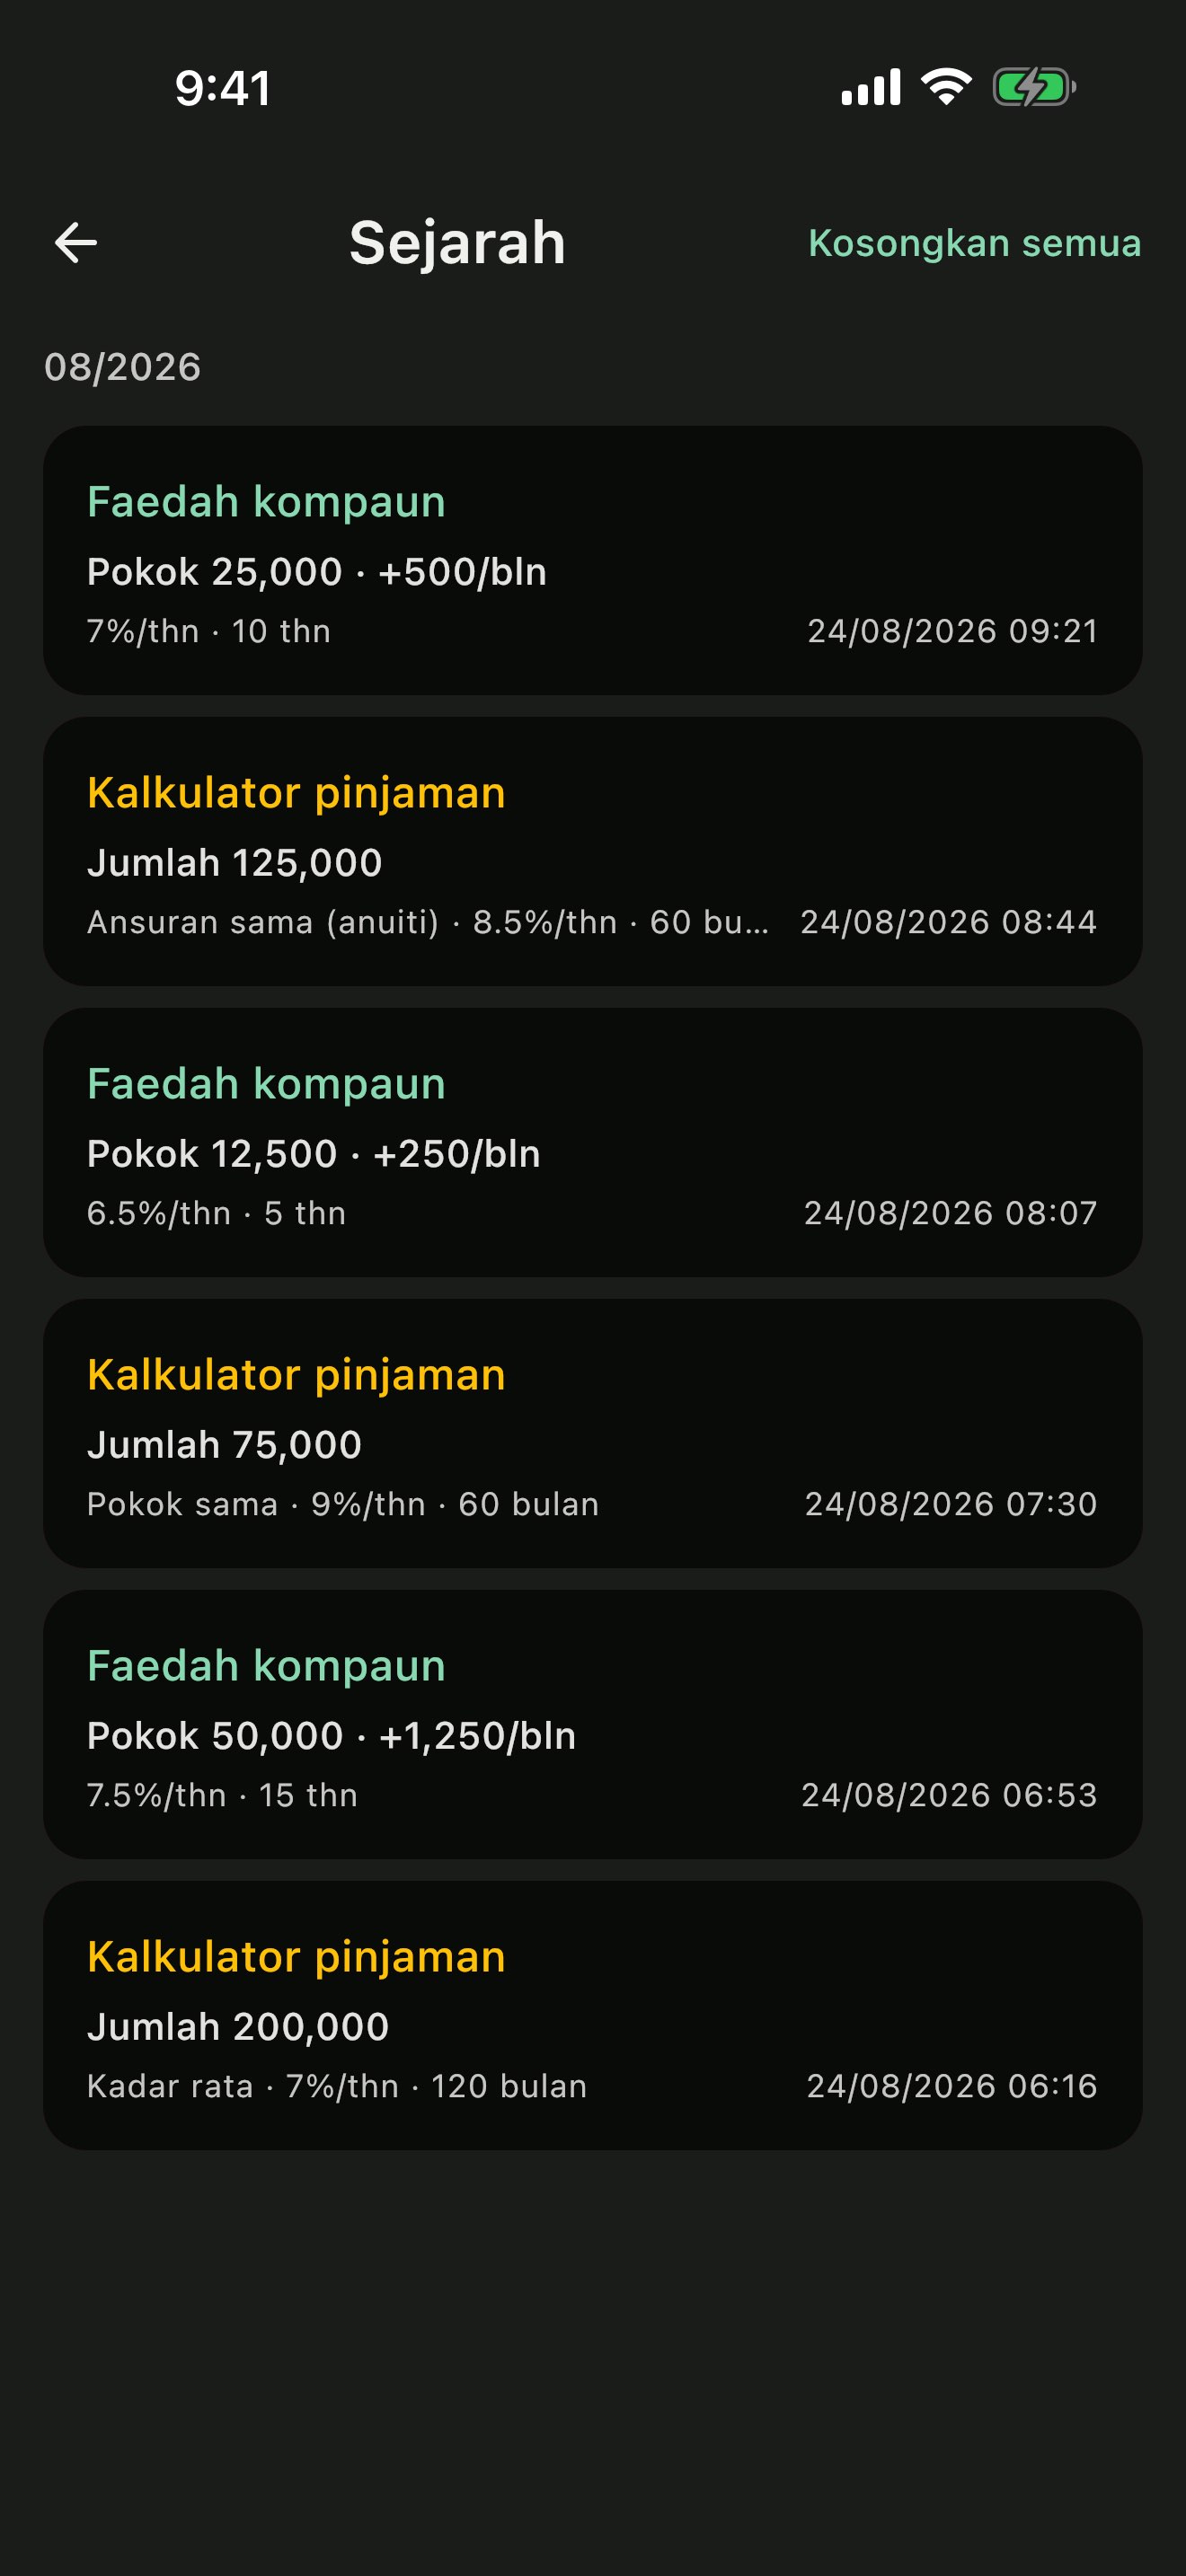 9:41
Sejarah
Kosongkan semua
08/2026
Faedah kompaun
Pokok 25,000 · +500/bln
7%/thn · 10 thn
24/08/2026 09:21
Kalkulator pinjaman
Jumlah 125,000
Ansuran sama (anuiti) · 8.5%/thn · 60 bu...
24/08/2026 08:44
Faedah kompaun
Pokok 12,500 · +250/bln
6.5%/thn · 5 thn
24/08/2026 08:07
Kalkulator pinjaman
Jumlah 75,000
Pokok sama · 9%/thn · 60 bulan
24/08/2026 07:30
Faedah kompaun
Pokok 50,000 · +1,250/bln
7.5%/thn · 15 thn
24/08/2026 06:53
Kalkulator pinjaman
Jumlah 200,000
Kadar rata · 7%/thn · 120 bulan
24/08/2026 06:16